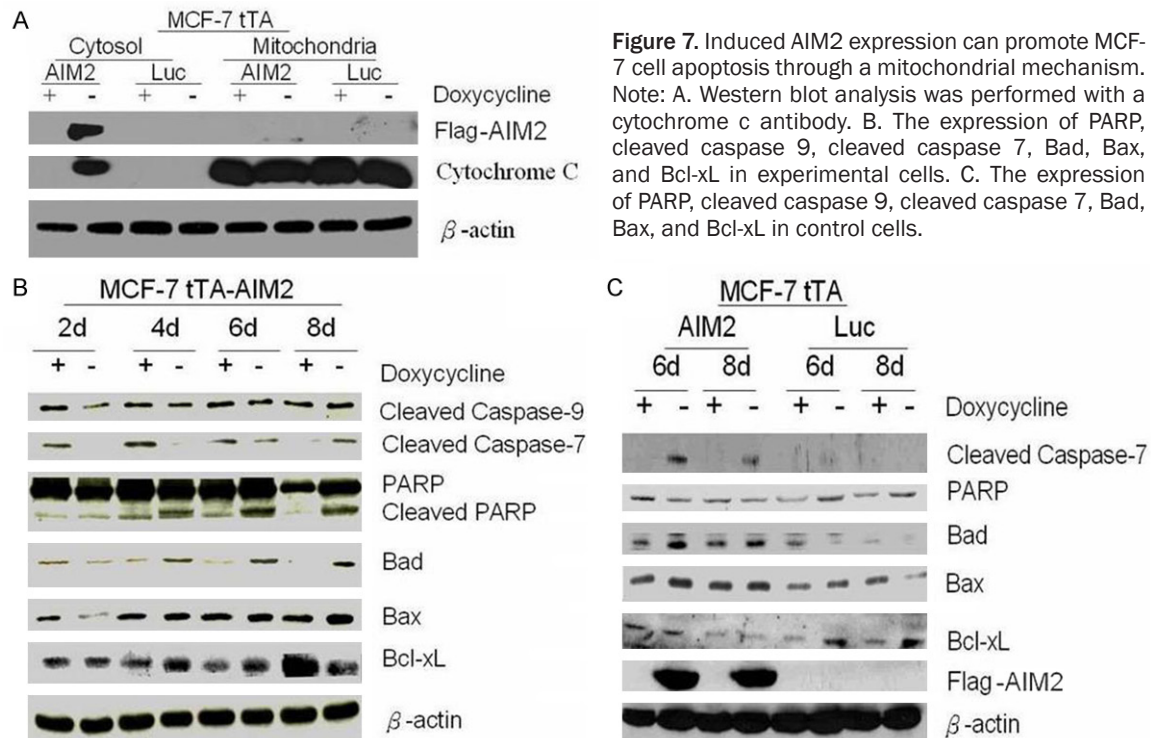 A
MCF-7 tTA
Cytosol Mitochondria
AIM2 Luc AIM2 Luc
+ - + - + - + - Doxycycline
Flag-AIM2
Cytochrome C
β-actin
Figure 7. Induced AIM2 expression can promote MCF-
7 cell apoptosis through a mitochondrial mechanism.
Note: A. Western blot analysis was performed with a
cytochrome c antibody. B. The expression of PARP,
cleaved caspase 9, cleaved caspase 7, Bad, Bax,
and Bcl-xL in experimental cells. C. The expression
of PARP, cleaved caspase 9, cleaved caspase 7, Bad,
Bax, and Bcl-xL in control cells.
B
MCF-7 tTA-AIM2
2d 4d 6d 8d
+ - + - + - + - Doxycycline
Cleaved Caspase-9
Cleaved Caspase-7
PARP
Cleaved PARP
Bad
Bax
Bcl-xL
β-actin
C
MCF-7 tTA
AIM2 Luc
6d 8d 6d 8d
+ - + - + - + - Doxycycline
Cleaved Caspase-7
PARP
Bad
Bax
Bcl-xL
Flag-AIM2
β-actin